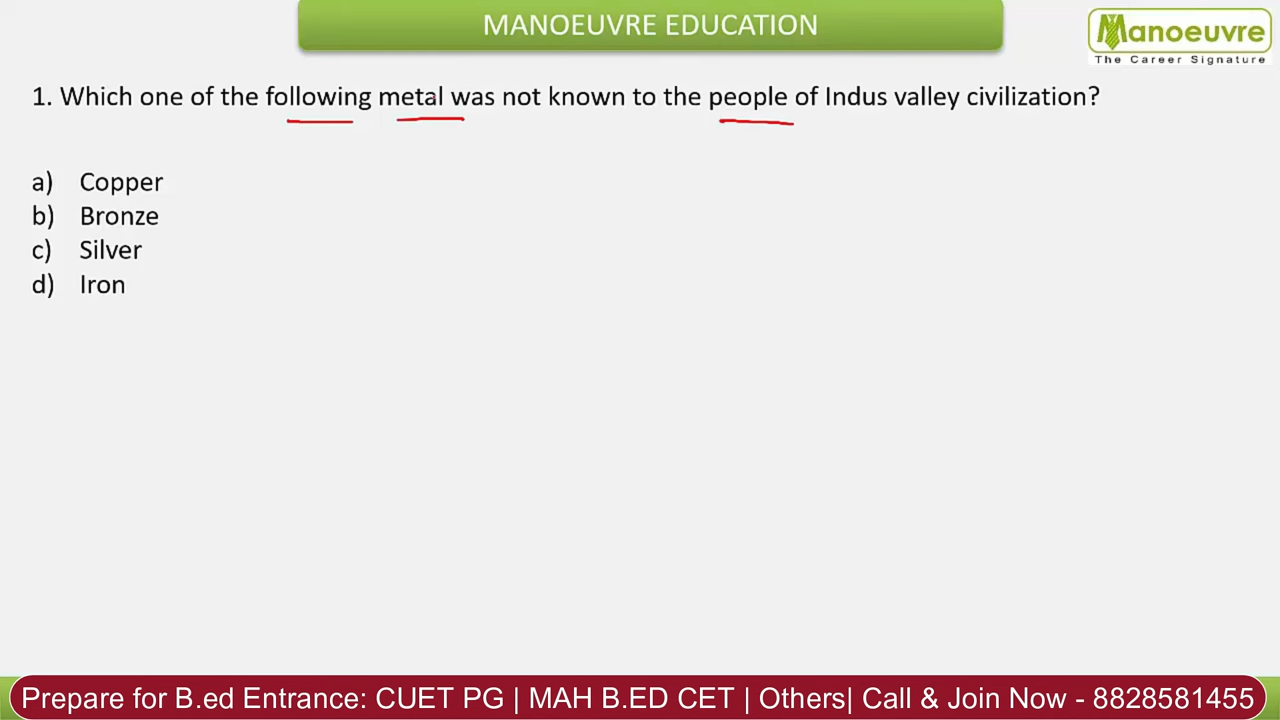 MANOEUVRE EDUCATION
Manoeuvre
The Career Signature
1. Which one of the following metal was not known to the people of Indus valley civilization?
a) Copper
b) Bronze
c) Silver
d) Iron
Prepare for B.ed Entrance: CUET PG | MAH B.ED CET | Others| Call & Join Now - 8828581455